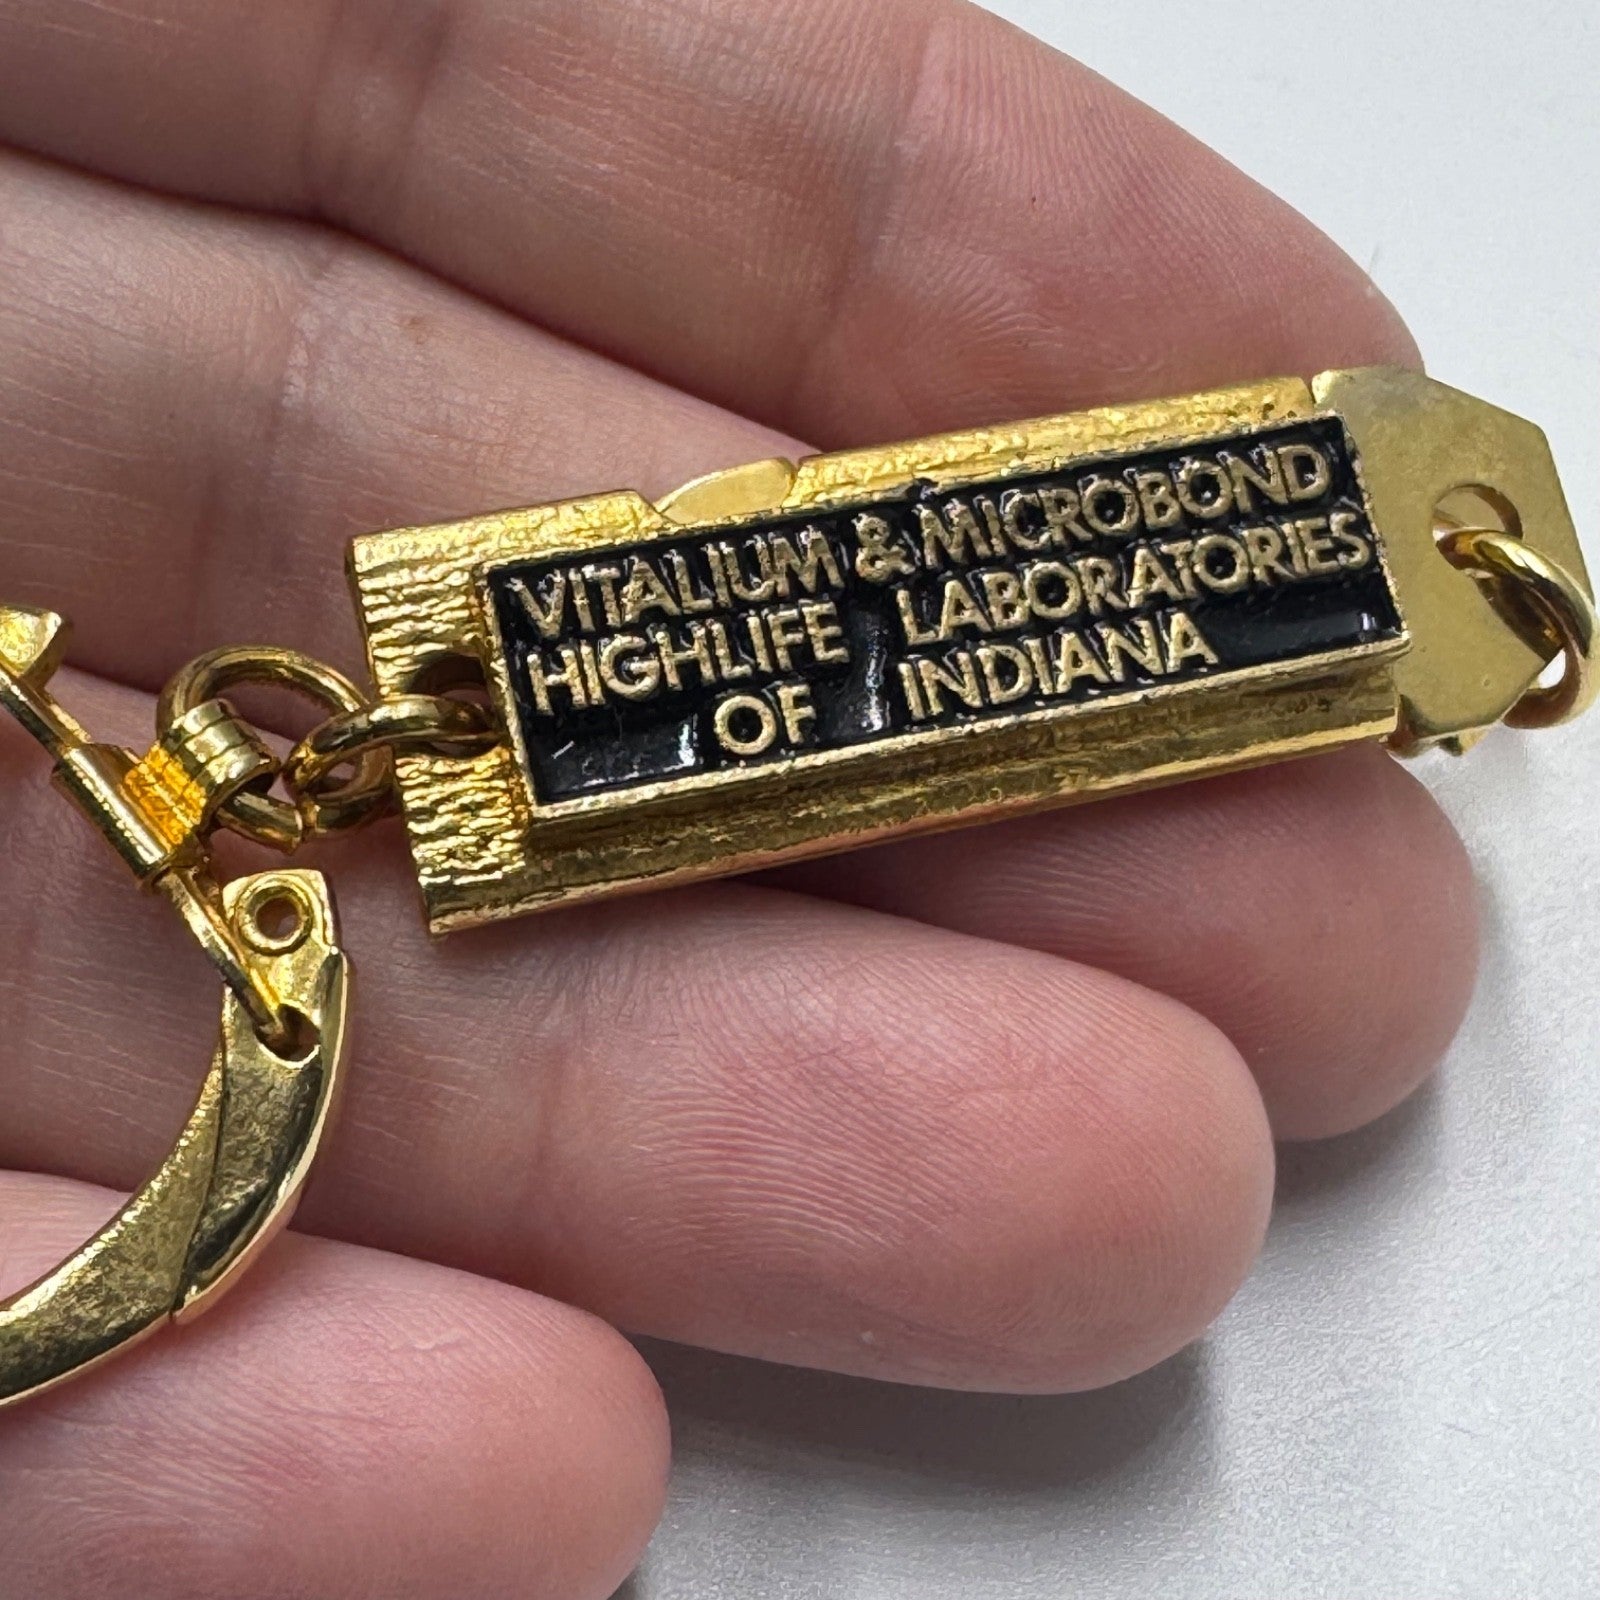 VITALIUM & MICROBOND
HIGHLIFE LABORATORIES
OF INDIANA